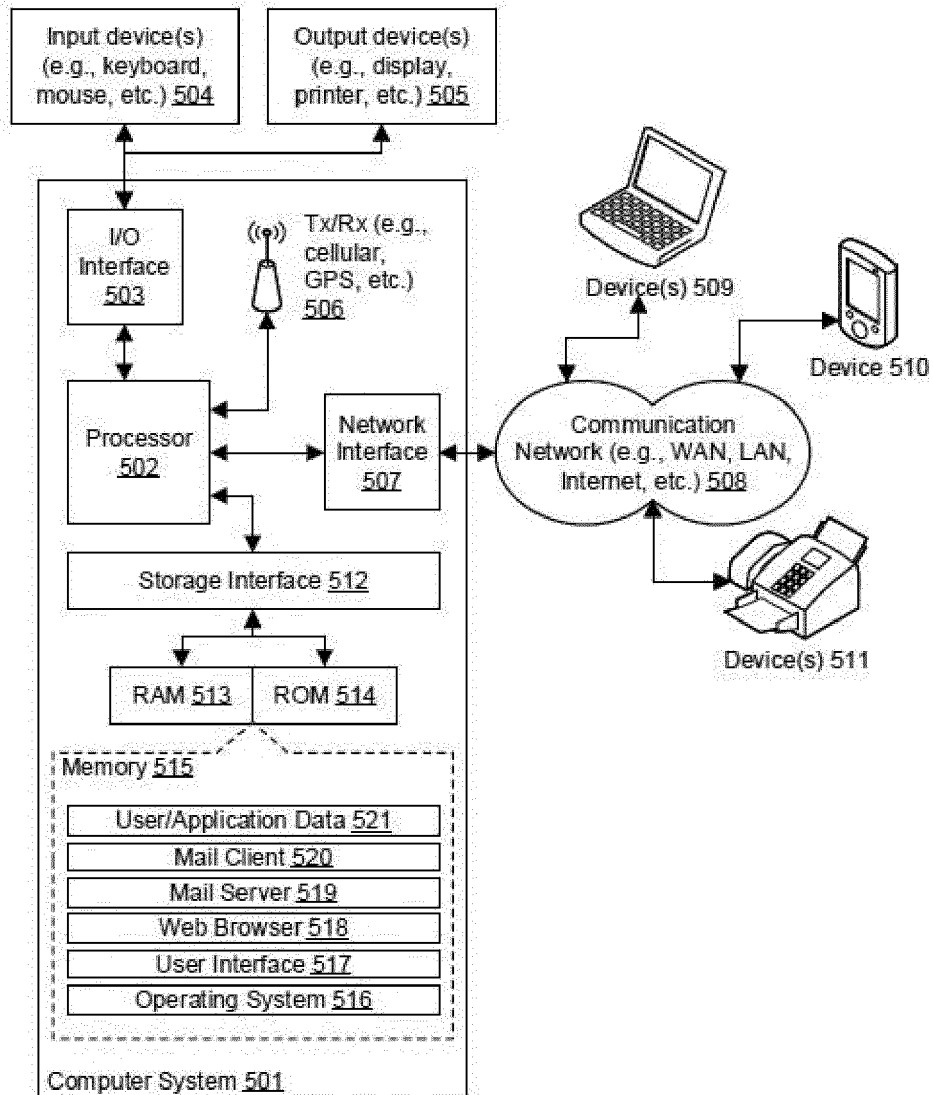 Input device(s)
(e.g., keyboard,
mouse, etc.) 504
Output device(s)
(e.g., display,
printer, etc.) 505
I/O
Interface
503
Tx/Rx (e.g.,
cellular,
GPS, etc.)
506
Device(s) 509
Device 510
Processor
502
Network
Interface
507
Communication
Network (e.g., WAN, LAN,
Internet, etc.) 508
Storage Interface 512
Device(s) 511
RAM 513
ROM 514
Memory 515
User/Application Data 521
Mail Client 520
Mail Server 519
Web Browser 518
User Interface 517
Operating System 516
Computer System 501